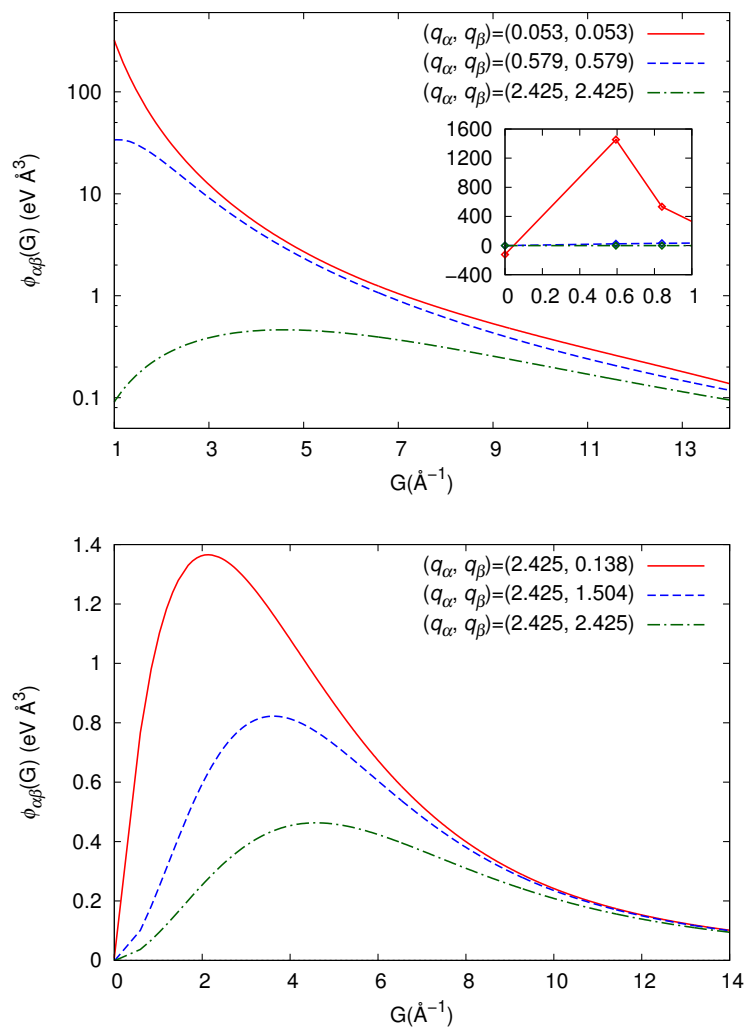 (qα, qβ)=(0.053, 0.053)
(qα, qβ)=(0.579, 0.579)
(qα, qβ)=(2.425, 2.425)
100
10
1
0.1
ϕαβ(G) (eV Å³)
1600
1200
800
400
0
−400
0 0.2 0.4 0.6 0.8 1
1 3 5 7 9 11 13
G(Å⁻¹)
(qα, qβ)=(2.425, 0.138)
(qα, qβ)=(2.425, 1.504)
(qα, qβ)=(2.425, 2.425)
1.4
1.2
1
0.8
0.6
0.4
0.2
0
ϕαβ(G) (eV Å³)
0 2 4 6 8 10 12 14
G(Å⁻¹)